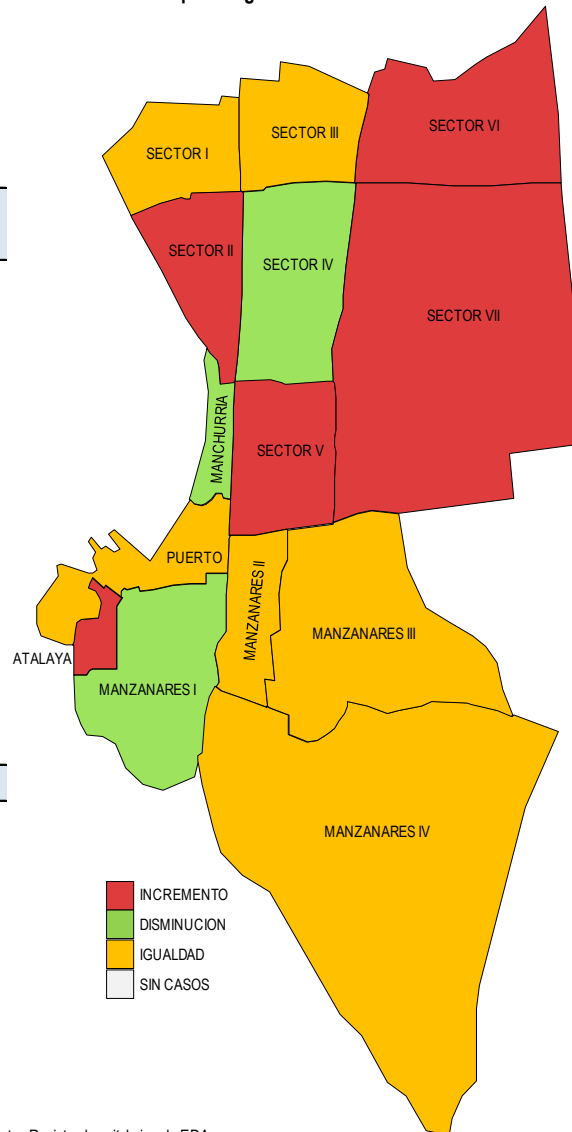 SECTOR VI
SECTOR III
SECTOR I
SECTOR II
SECTOR IV
SECTOR VII
MANCHURRIA
SECTOR V
PUERTO
MANZANARES II
MANZANARES III
ATALAYA
MANZANARES I
MANZANARES IV
INCREMENTO
DISMINUCION
IGUALDAD
SIN CASOS